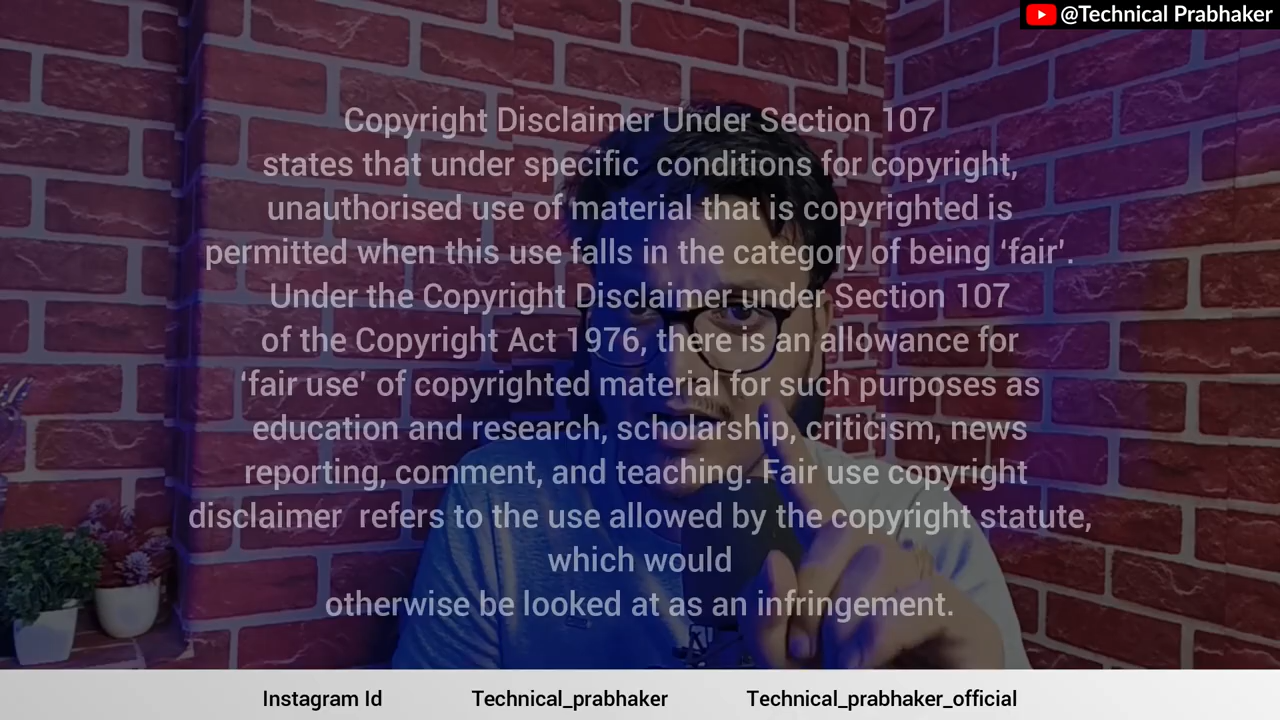 @Technical Prabhaker
Copyright Disclaimer Under Section 107
states that under specific  conditions for copyright,
unauthorised use of material that is copyrighted is
permitted when this use falls in the category of being ‘fair’.
Under the Copyright Disclaimer under Section 107
of the Copyright Act 1976, there is an allowance for
‘fair use’ of copyrighted material for such purposes as
education and research, scholarship, criticism, news
reporting, comment, and teaching. Fair use copyright
disclaimer  refers to the use allowed by the copyright statute,
which would
otherwise be looked at as an infringement.
Instagram Id Technical_prabhaker Technical_prabhaker_official